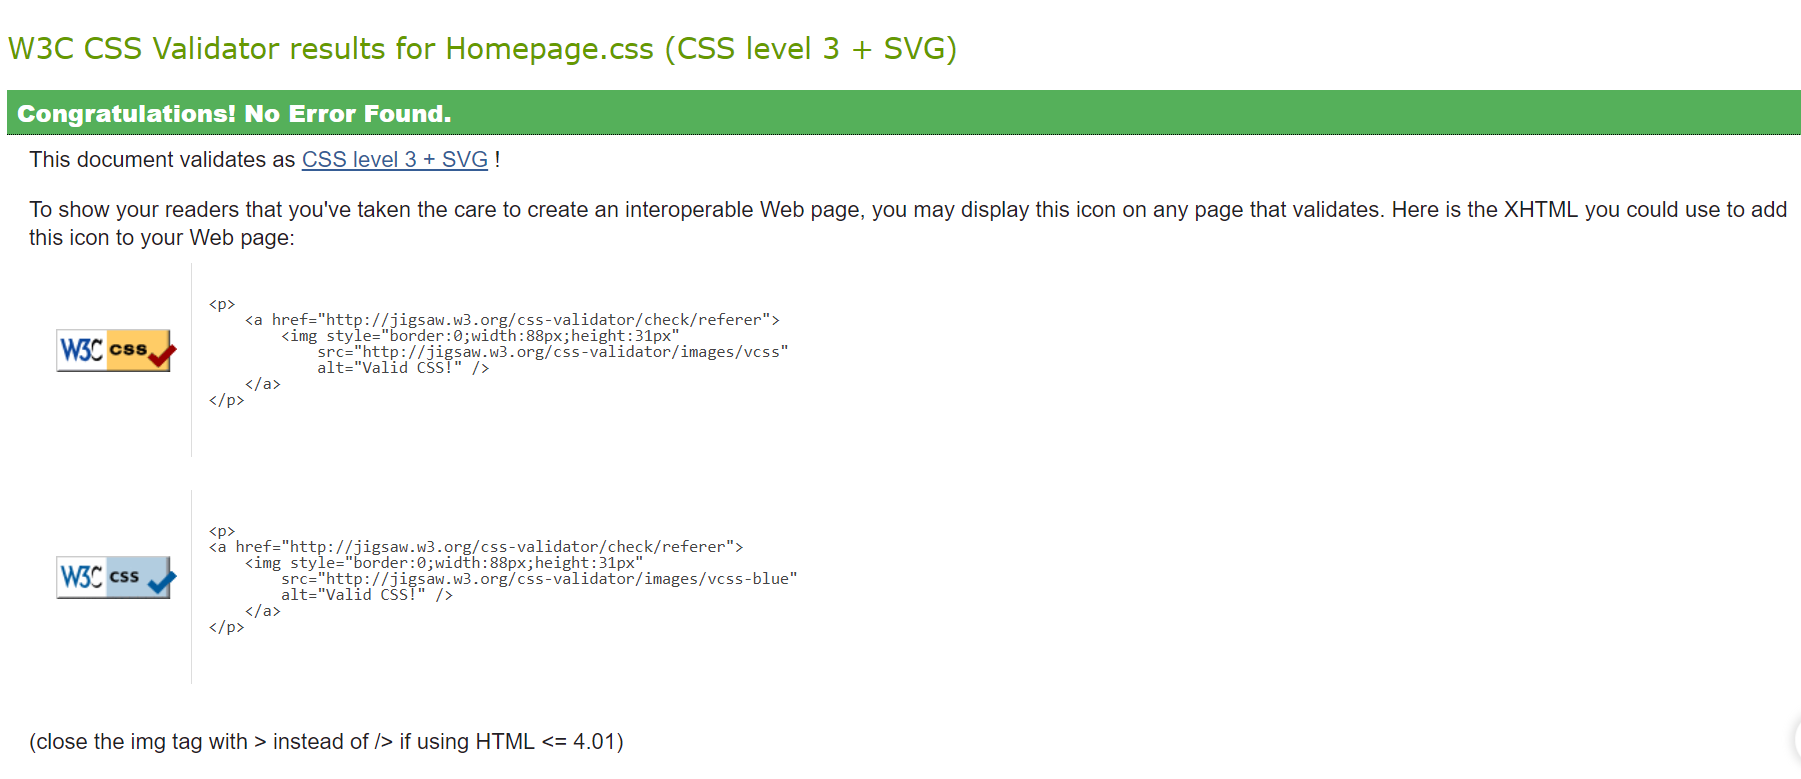 W3C CSS Validator results for Homepage.css (CSS level 3 + SVG)
Congratulations! No Error Found.
This document validates as CSS level 3 + SVG !
To show your readers that you've taken the care to create an interoperable Web page, you may display this icon on any page that validates. Here is the XHTML you could use to add
this icon to your Web page:
<p>
    <a href="http://jigsaw.w3.org/css-validator/check/referer">
        <img style="border:0;width:88px;height:31px"
            src="http://jigsaw.w3.org/css-validator/images/vcss"
W3C css
            alt="Valid CSS!" />
    </a>
</p>
<p>
<a href="http://jigsaw.w3.org/css-validator/check/referer">
    <img style="border:0;width:88px;height:31px"
        src="http://jigsaw.w3.org/css-validator/images/vcss-blue"
W3C css
        alt="Valid CSS!" />
    </a>
</p>
(close the img tag with > instead of /> if using HTML <= 4.01)